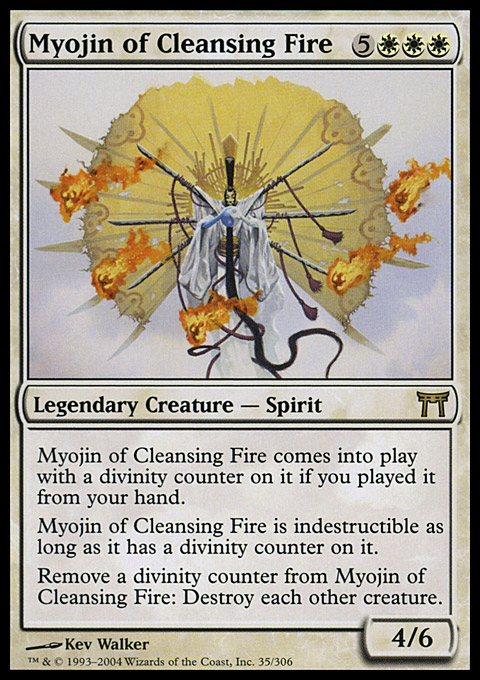 Myojin of Cleansing Fire 5
Legendary Creature — Spirit
Myojin of Cleansing Fire comes into play
with a divinity counter on it if you played it
from your hand.
Myojin of Cleansing Fire is indestructible as
long as it has a divinity counter on it.
Remove a divinity counter from Myojin of
Cleansing Fire: Destroy each other creature.
4/6
Kev Walker
™ & © 1993–2004 Wizards of the Coast, Inc. 35/306